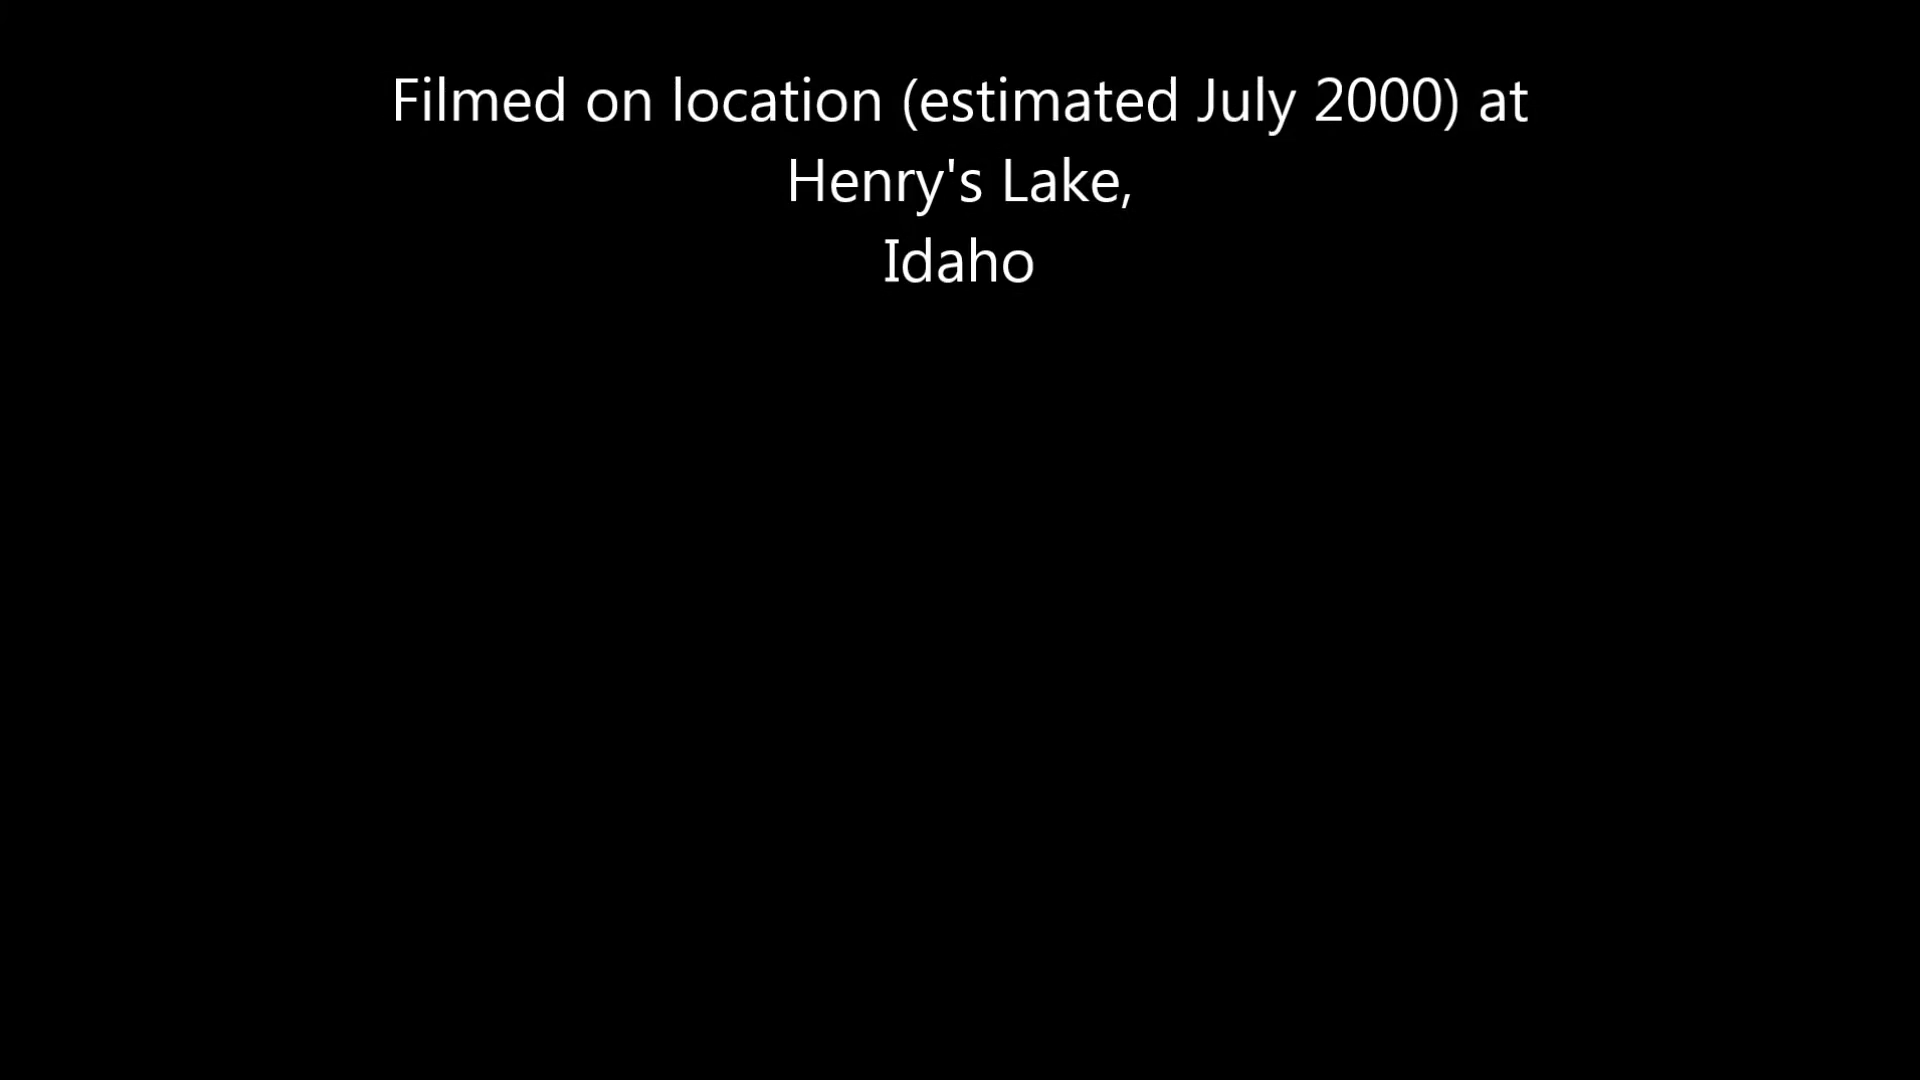 Filmed on location (estimated July 2000) at
Henry's Lake,
Idaho